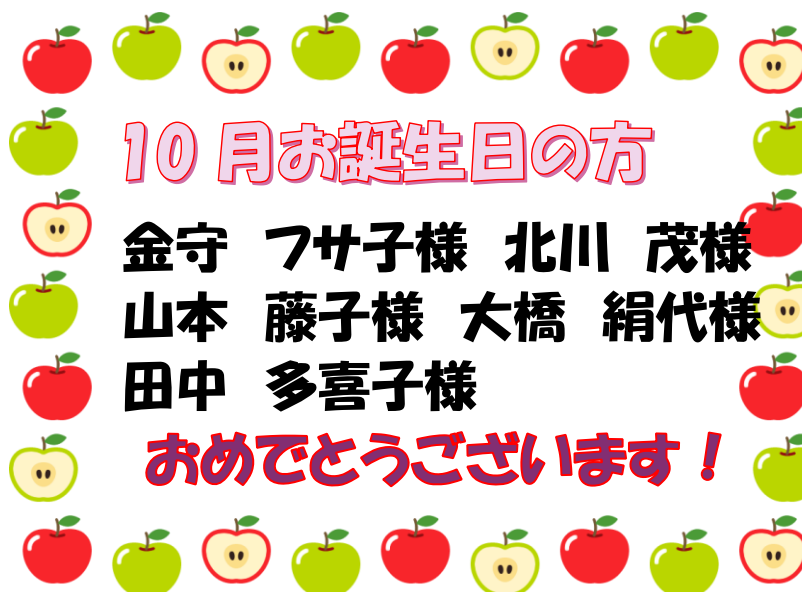 10月お誕生日の方
金守　フサ子様　北川　茂様
山本　藤子様　大橋　絹代様
田中　多喜子様
おめでとうございます！